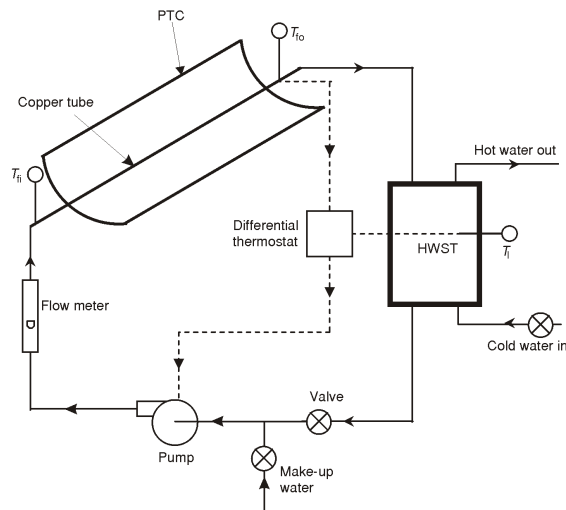 PTC
Tfo
Copper tube
Tfi
Hot water out
Differential
thermostat
HWST
Tl
Flow meter
Cold water in
Valve
Pump
Make-up
water